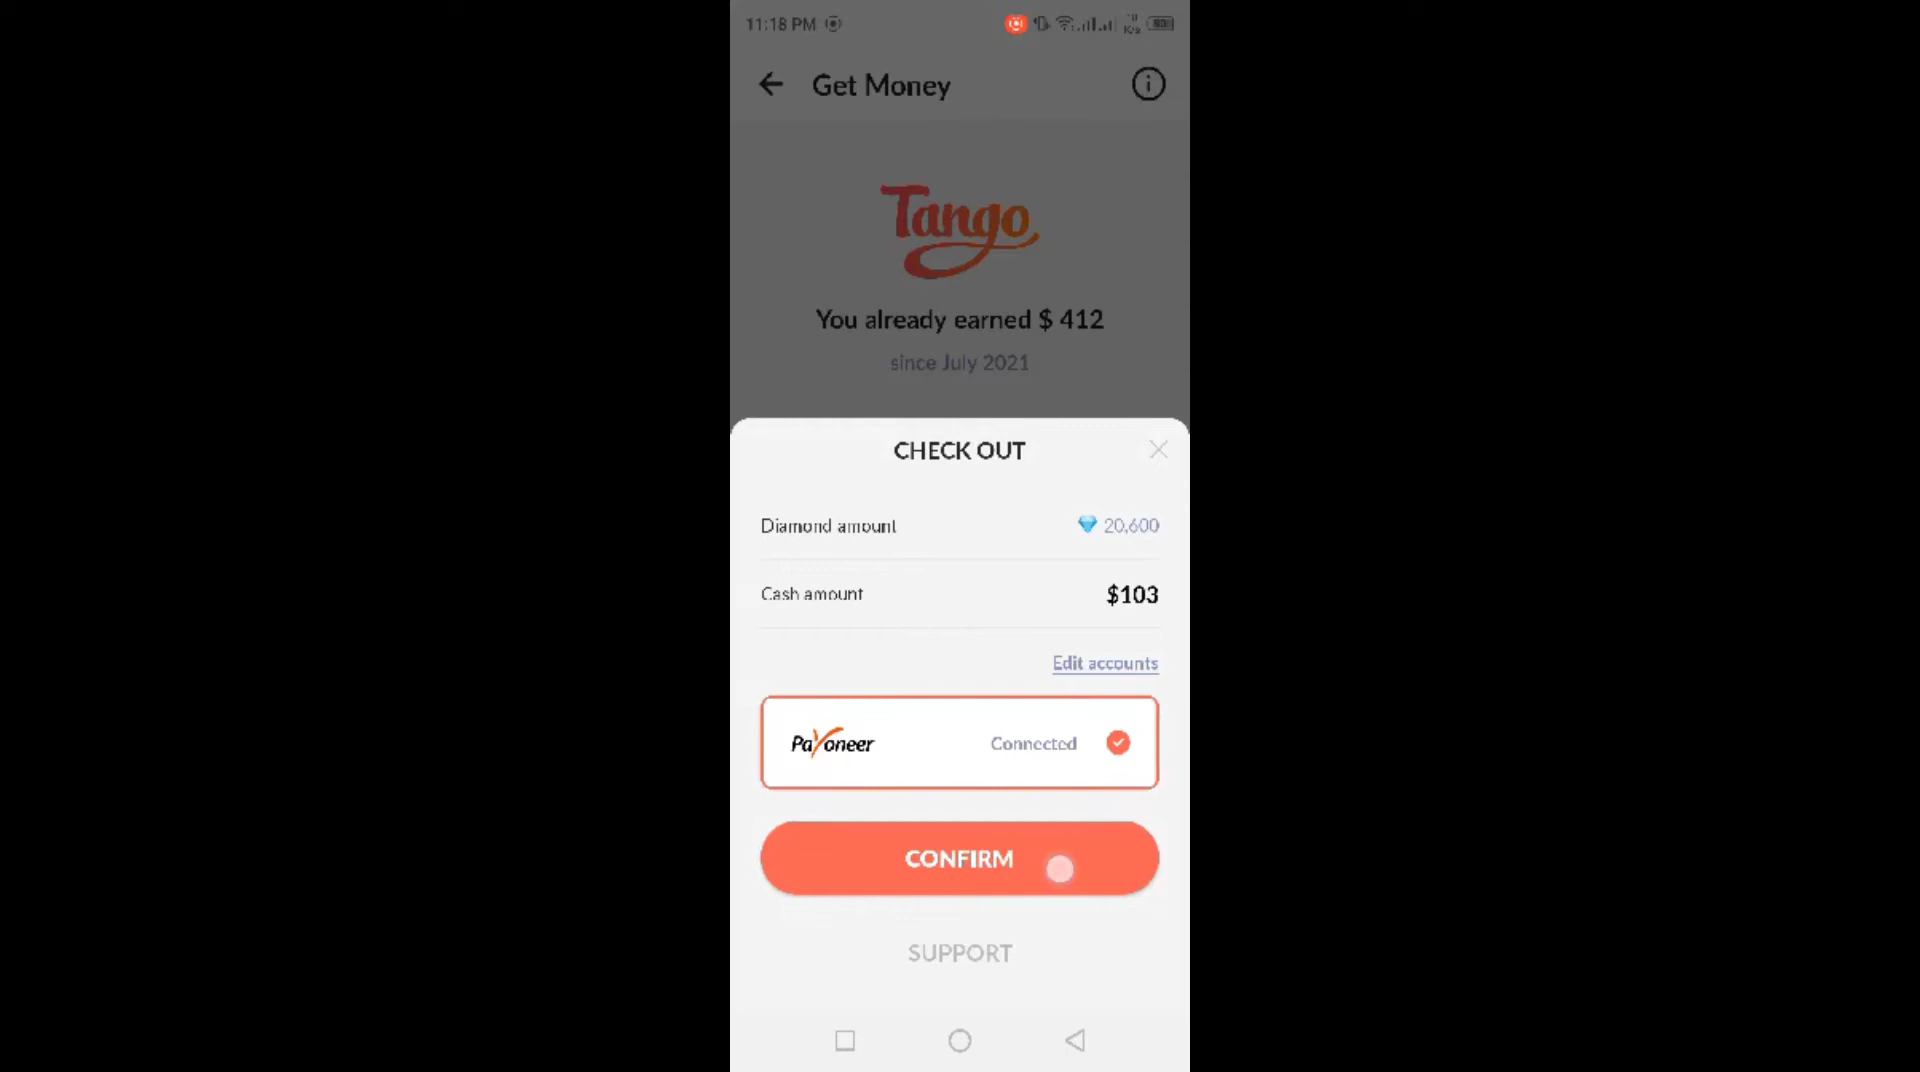 11:18 PM
Get Money
Tango
You already earned $ 412
since July 2021
CHECK OUT
Diamond amount 20,600
Cash amount $103
Edit accounts
Payoneer Connected
CONFIRM
SUPPORT